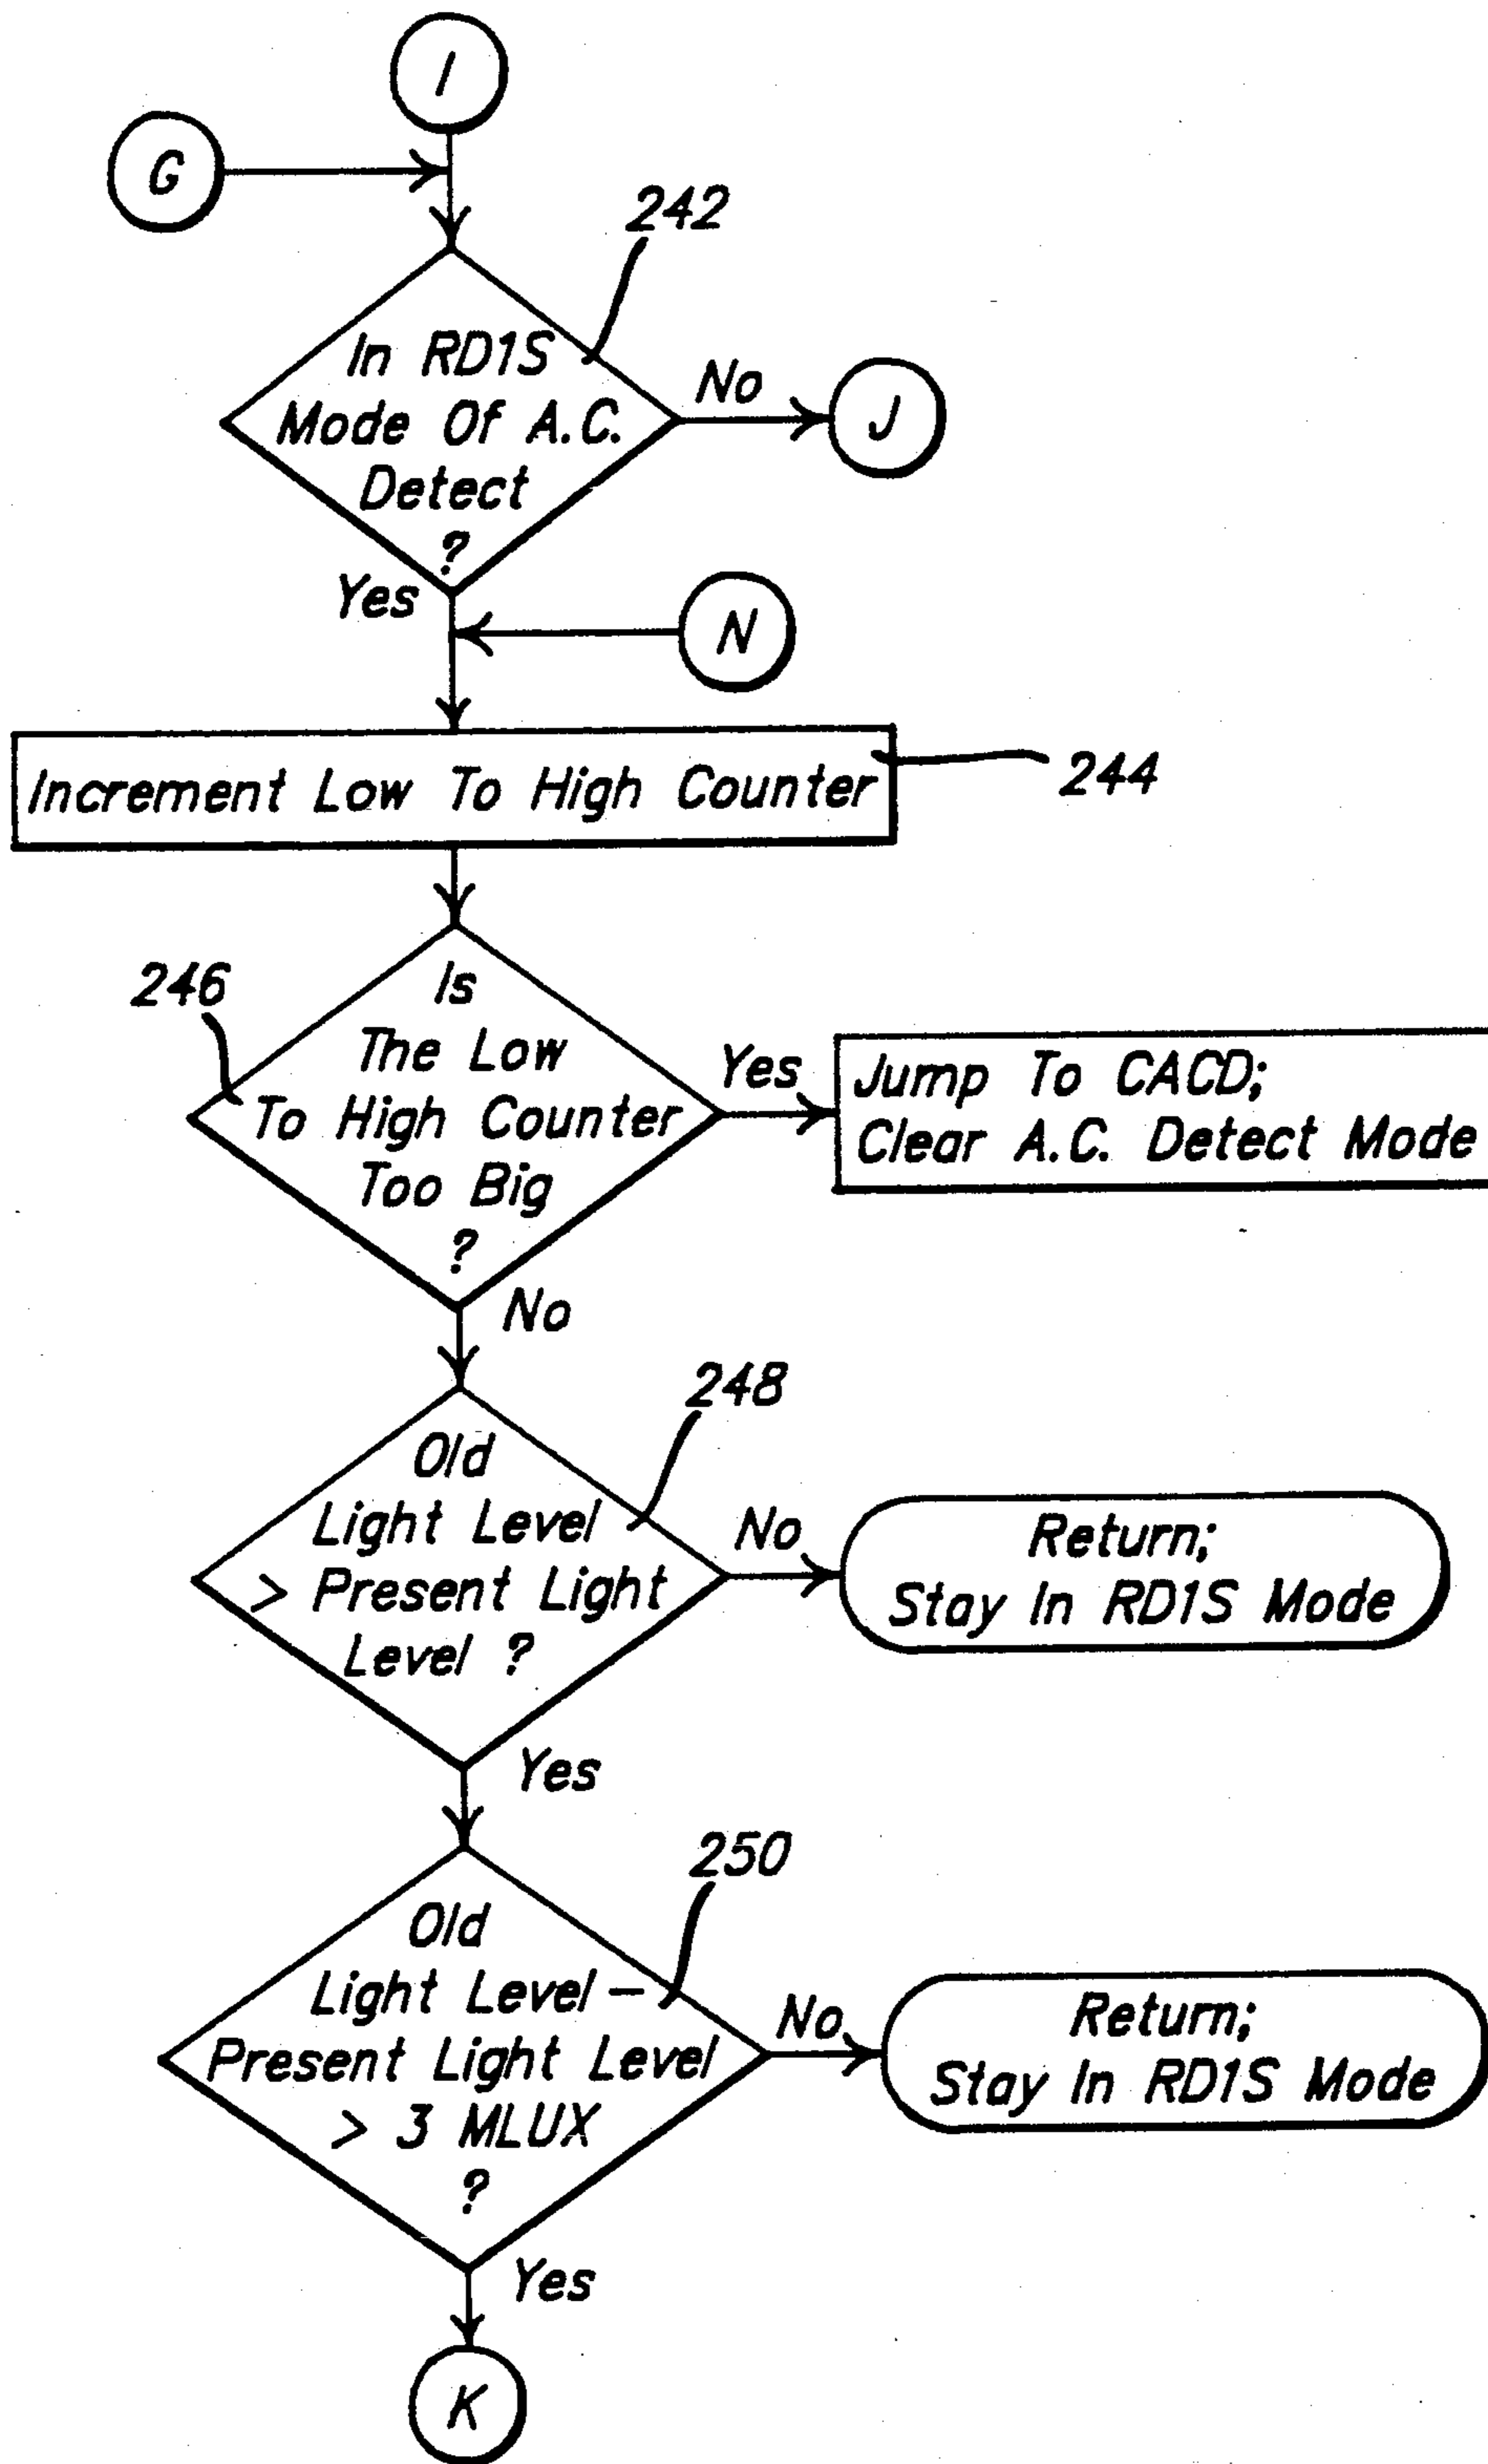 I
G
242
In RD1S
Mode Of A.C.
Detect
?
No
J
Yes
N
Increment Low To High Counter
244
246
Is
The Low
To High Counter
Too Big
?
Yes
Jump To CACD;
Clear A.C. Detect Mode
No
248
Old
Light Level
> Present Light
Level ?
No
Return;
Stay In RD1S Mode
Yes
250
Old
Light Level –
Present Light Level
> 3 MLUX
?
No
Return;
Stay In RD1S Mode
Yes
K